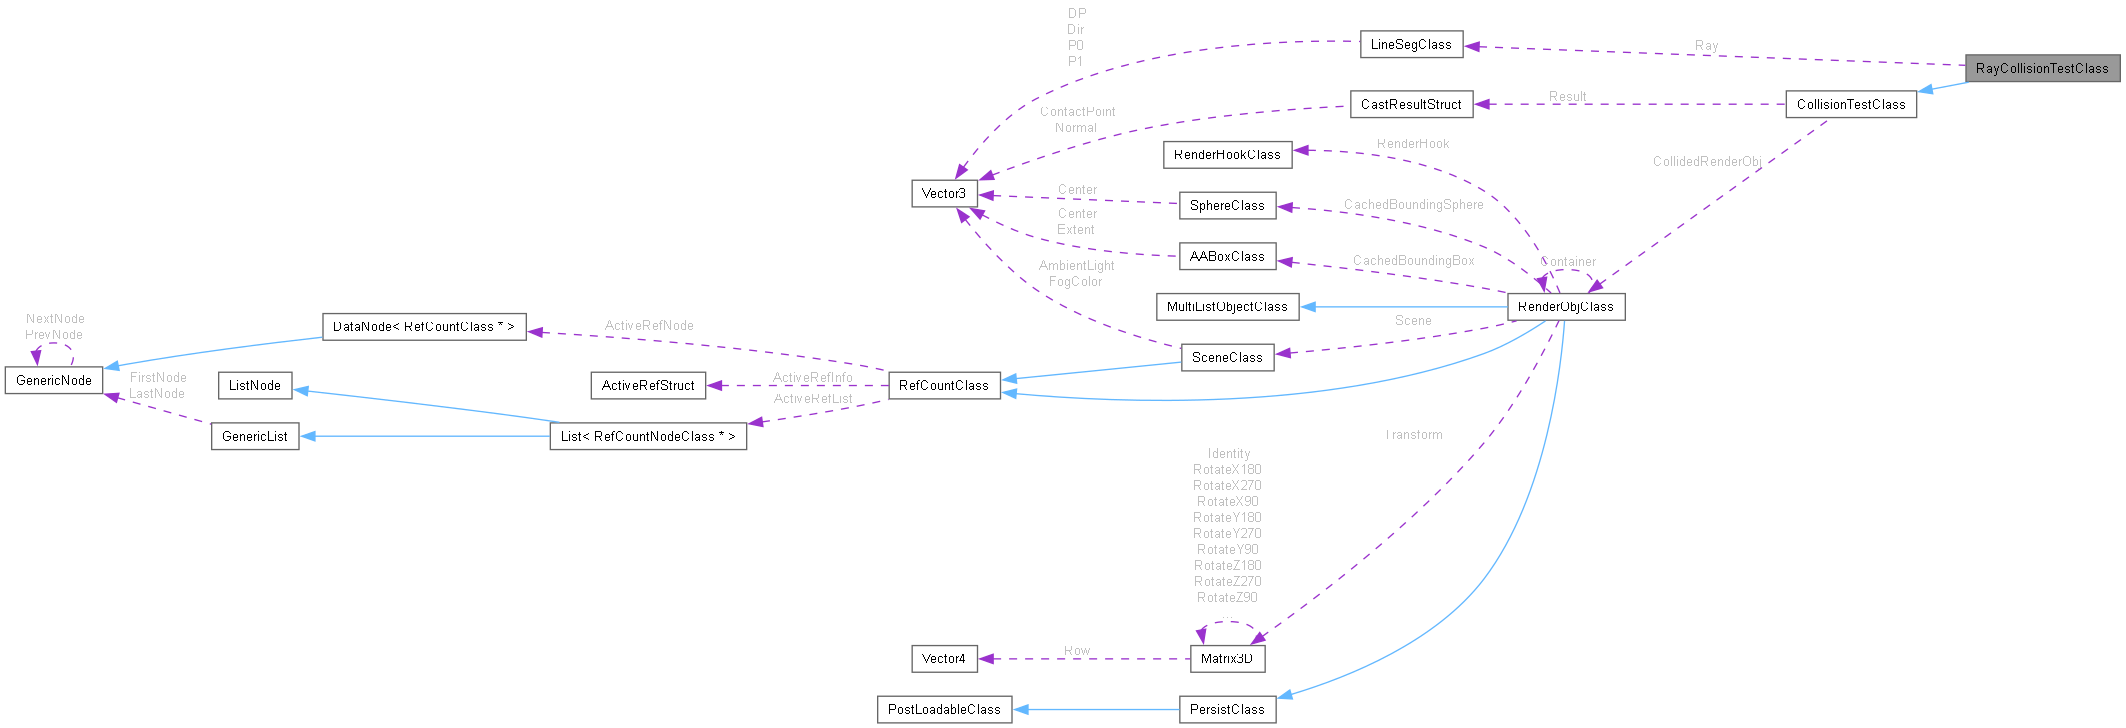 DP
Dir
P0
P1
LineSegClass
Ray
RayCollisionTestClass
ContactPoint
Normal
CastResultStruct
Result
CollisionTestClass
RenderHookClass
RenderHook
CollidedRenderObj
Vector3
Center
SphereClass
CachedBoundingSphere
Center
Extent
AABoxClass
CachedBoundingBox
Container
AmbientLight
FogColor
MultiListObjectClass
RenderObjClass
Scene
SceneClass
NextNode
PrevNode
DataNode< RefCountClass * >
ActiveRefNode
GenericNode
FirstNode
LastNode
ListNode
ActiveRefStruct
ActiveRefInfo
ActiveRefList
RefCountClass
GenericList
List< RefCountNodeClass * >
Transform
Identity
RotateX180
RotateX270
RotateX90
RotateY180
RotateY270
RotateY90
RotateZ180
RotateZ270
RotateZ90
...
Vector4
Row
Matrix3D
PostLoadableClass
PersistClass